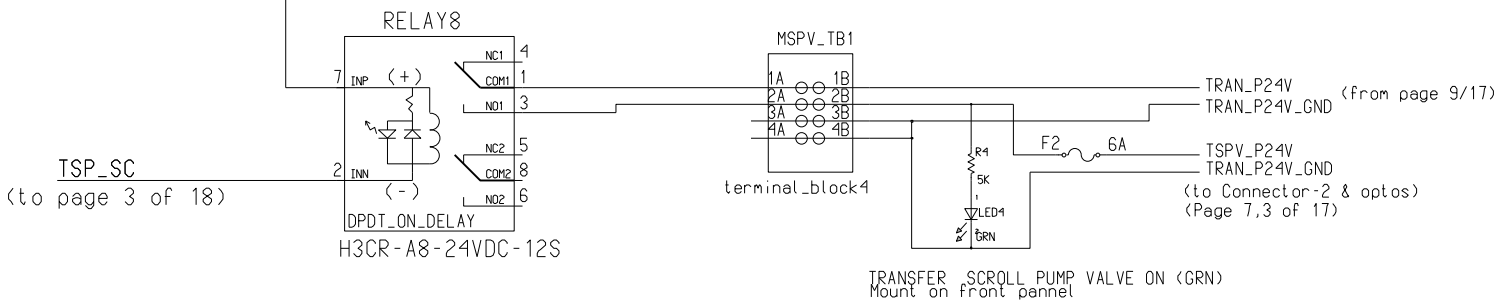 RELAY8
NC1 4
7 INP (+) COM1 1
NO1 3
NC2 5
TSP_SC 2 INN COM2 8
(-) NO2 6
(to page 3 of 18)
DPDT_ON_DELAY
H3CR-A8-24VDC-12S
MSPV_TB1
1A 1B
2A 2B
3A 3B
4A 4B
terminal_block4
TRAN_P24V
TRAN_P24V_GND
(from page 9/17)
F2 6A
TSPV_P24V
TRAN_P24V_GND
(to Connector-2 & optos)
(Page 7,3 of 17)
R4
5K
1
LED4
2
GRN
TRANSFER SCROLL PUMP VALVE ON (GRN)
Mount on front pannel